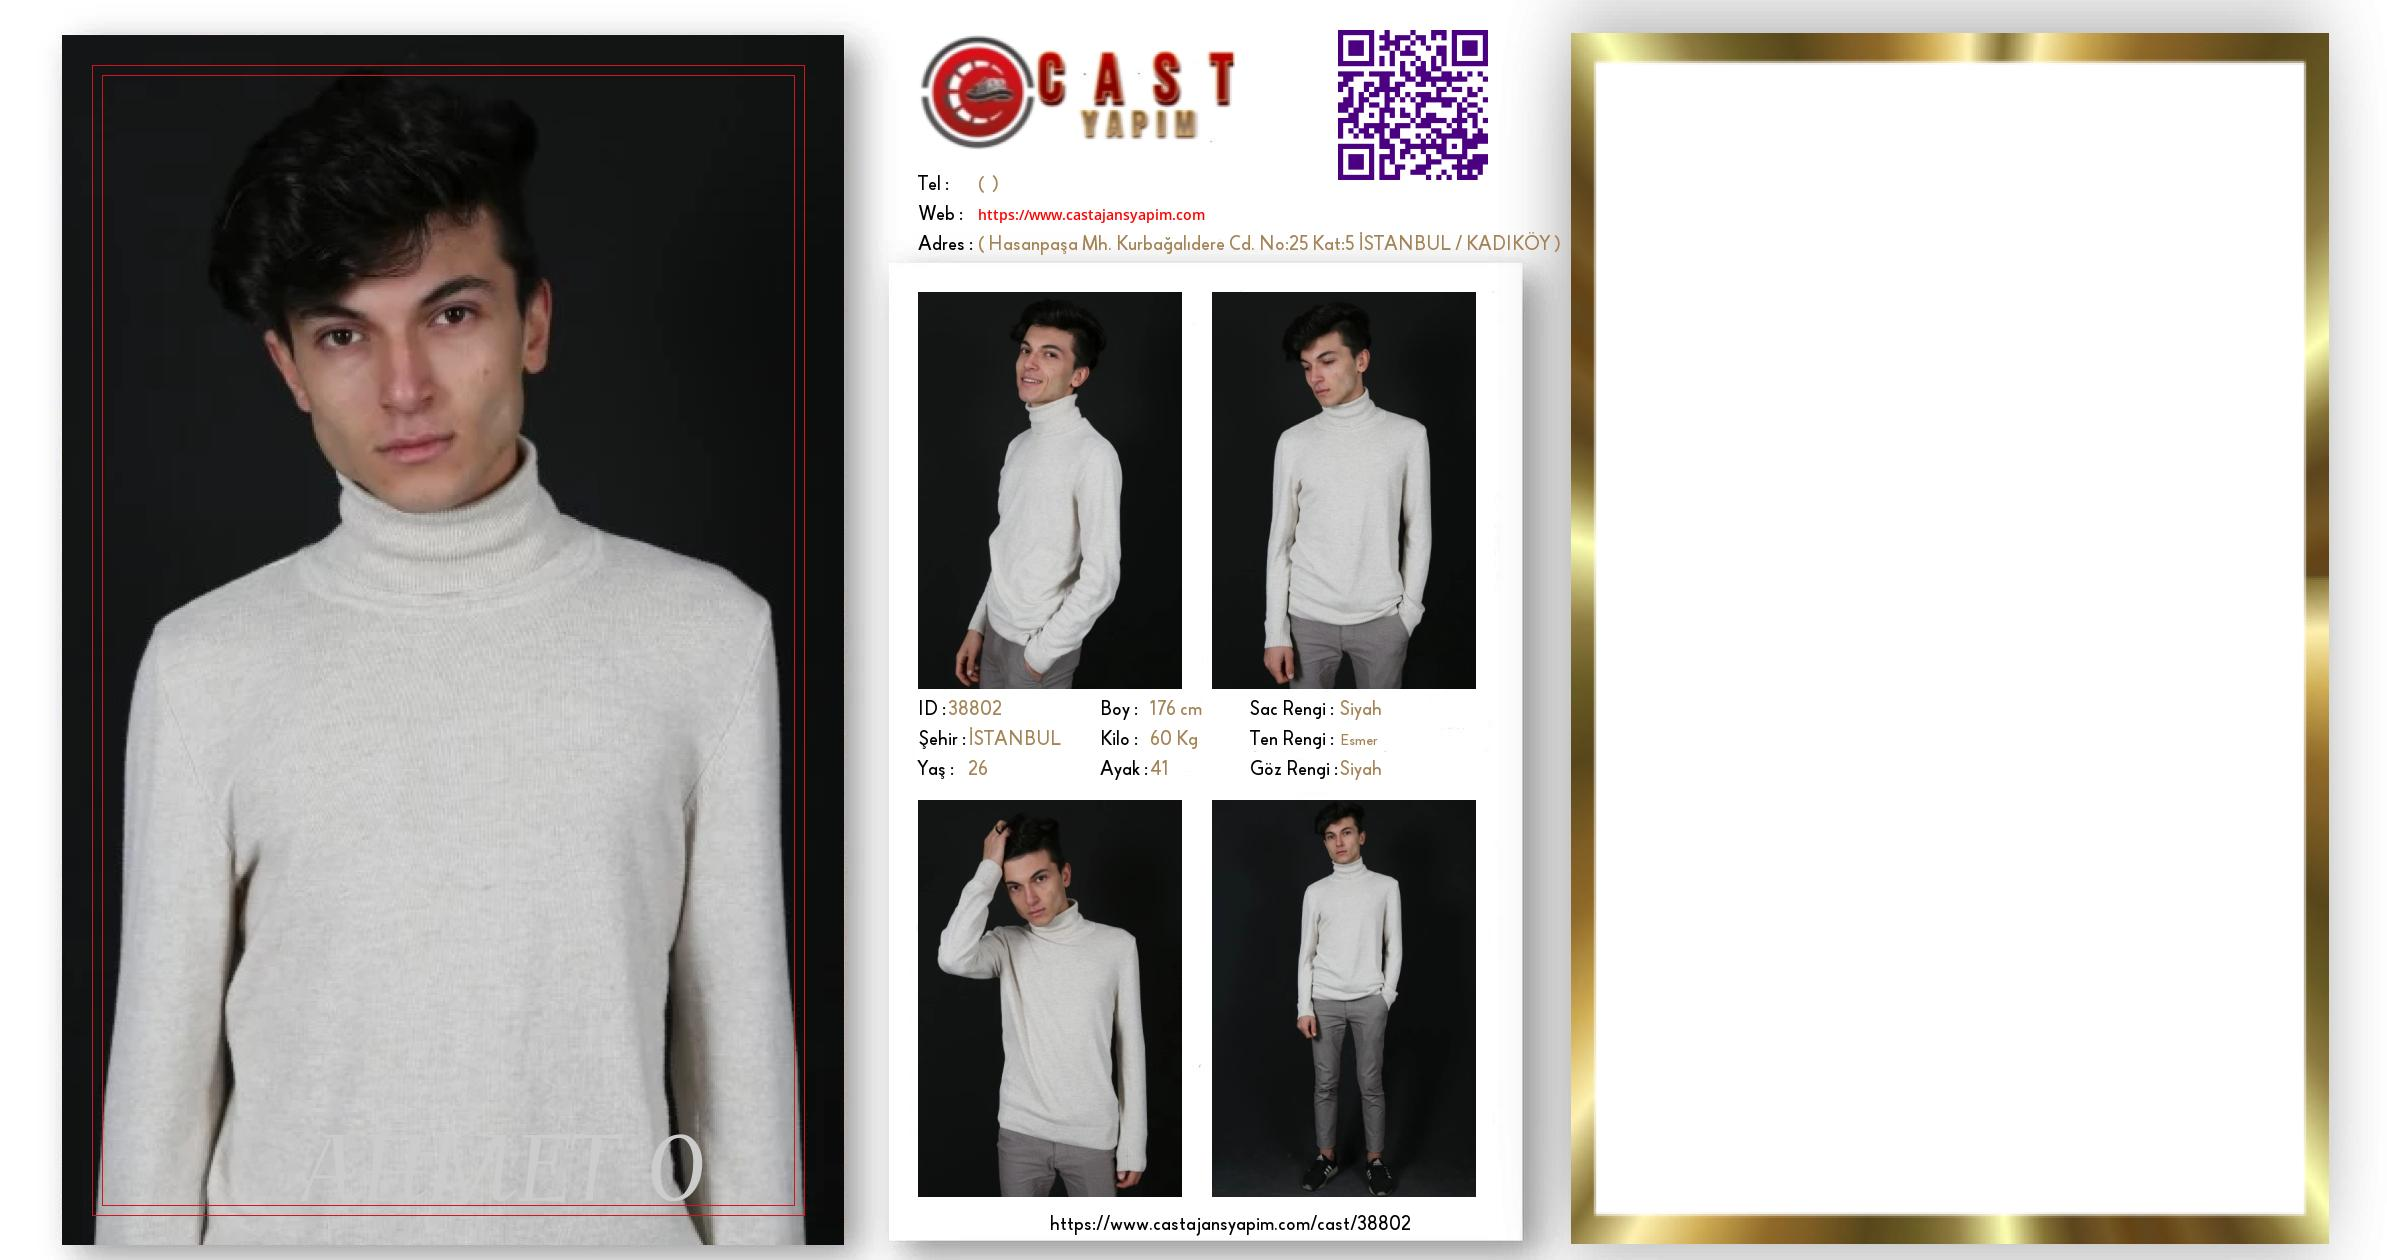 AHMET O
CAST
YAPIM
Tel : ( )
Web : https://www.castajansyapim.com
Adres : ( Hasanpaşa Mh. Kurbağalıdere Cd. No:25 Kat:5 İSTANBUL / KADIKÖY )
ID : 38802 Boy : 176 cm Sac Rengi : Siyah
Şehir : İSTANBUL Kilo : 60 Kg Ten Rengi : Esmer
Yaş : 26 Ayak : 41 Göz Rengi : Siyah
https://www.castajansyapim.com/cast/38802